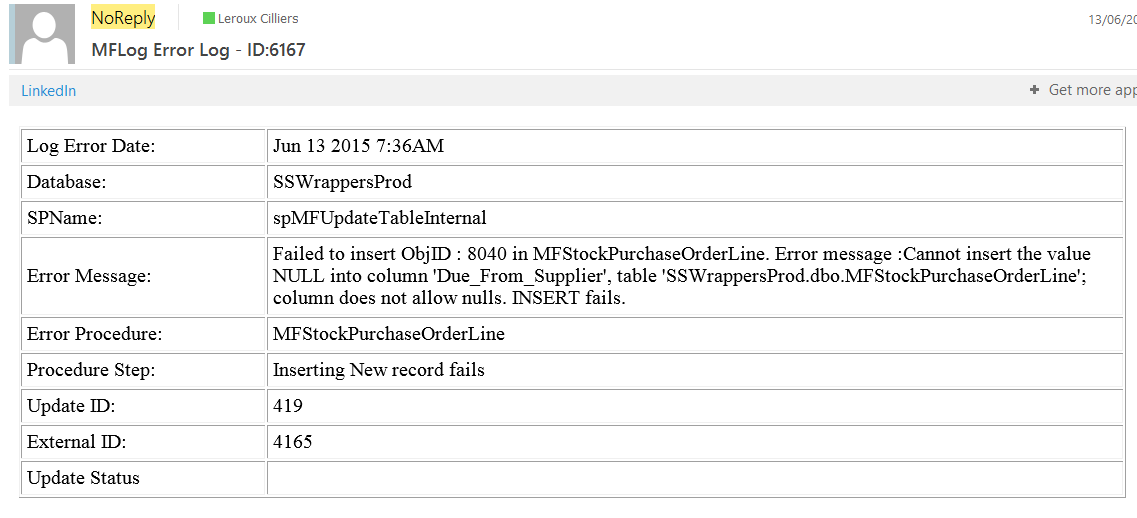 NoReply
Leroux Cilliers
13/06/20
MFLog Error Log - ID:6167
LinkedIn
+ Get more app
Log Error Date: Jun 13 2015 7:36AM
Database: SSWrappersProd
SPName: spMFUpdateTableInternal
Error Message: Failed to insert ObjID : 8040 in MFStockPurchaseOrderLine. Error message :Cannot insert the value
NULL into column 'Due_From_Supplier', table 'SSWrappersProd.dbo.MFStockPurchaseOrderLine';
column does not allow nulls. INSERT fails.
Error Procedure: MFStockPurchaseOrderLine
Procedure Step: Inserting New record fails
Update ID: 419
External ID: 4165
Update Status